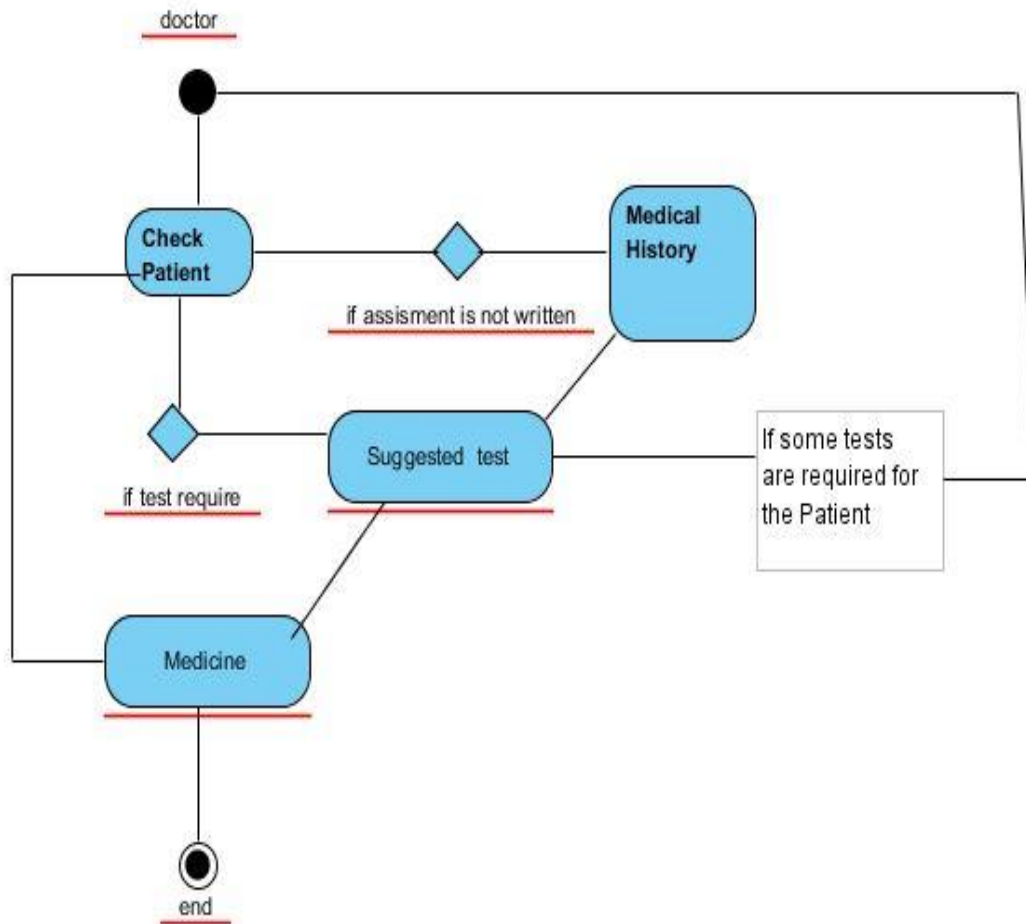 doctor
Check
Patient
Medical
History
if assisment is not written
Suggested test
If some tests
are required for
the Patient
if test require
Medicine
end